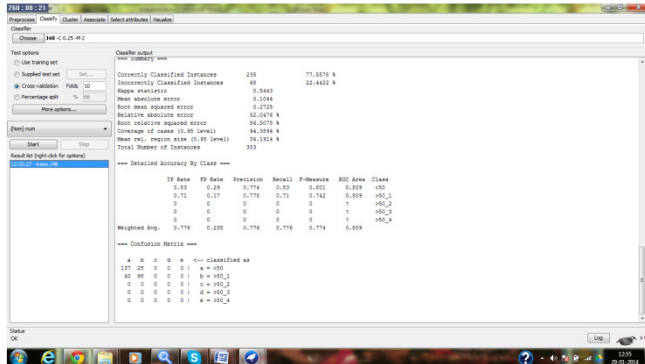 260 : 00 : 21
Preprocess Classify Cluster Associate Select attributes Visualize
Classifier
Choose J48 -C 0.25 -M 2
Test options
Use training set
Supplied test set Set...
Cross-validation Folds 10
Percentage split % 66
More options...
(Nom) num
Start Stop
Result list (right-click for options)
Classifier output
=== Summary ===
Correctly Classified Instances 235 77.5578 %
Incorrectly Classified Instances 68 22.4422 %
Kappa statistic 0.5443
Mean absolute error 0.1044
Root mean squared error 0.2725
Relative absolute error 52.0476 %
Root relative squared error 86.5075 %
Coverage of cases (0.95 level) 94.3894 %
Mean rel. region size (0.95 level) 34.1914 %
Total Number of Instances 303
=== Detailed Accuracy By Class ===
TP Rate FP Rate Precision Recall F-Measure ROC Area Class
0.83 0.29 0.774 0.83 0.801 0.809 <50
0.71 0.17 0.778 0.71 0.742 0.809 >50_1
0 0 0 0 0 ? >50_2
0 0 0 0 0 ? >50_3
0 0 0 0 0 ? >50_4
Weighted Avg. 0.776 0.235 0.776 0.776 0.774 0.809
=== Confusion Matrix ===
a b c d e <-- classified as
137 28 0 0 0 | a = <50
40 98 0 0 0 | b = >50_1
0 0 0 0 0 | c = >50_2
0 0 0 0 0 | d = >50_3
0 0 0 0 0 | e = >50_4
Status
OK
Log
x 0
12:55
29-01-2014